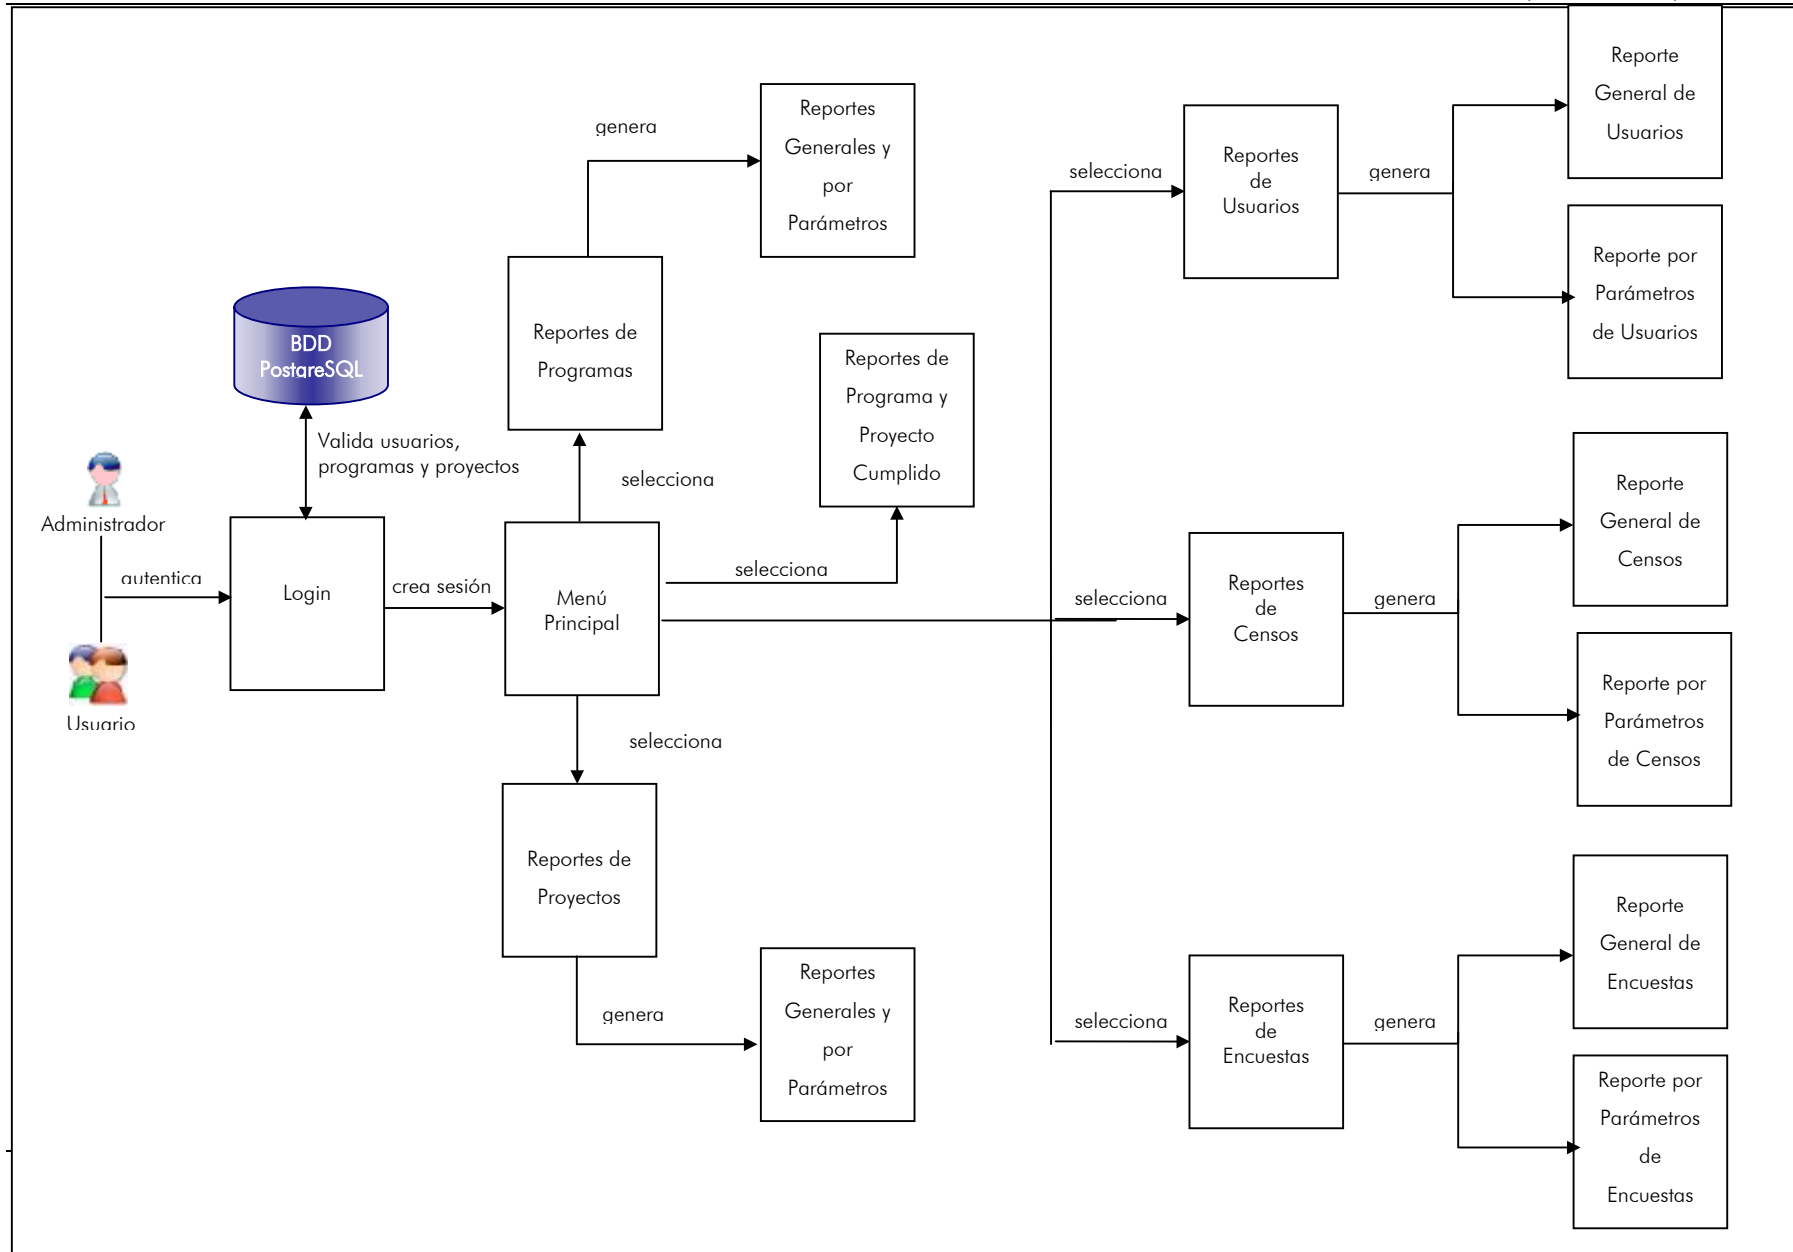 Administrador
autentica
Usuario
BDD
PostgreSQL
Valida usuarios,
programas y proyectos
Login
crea sesión
Menú
Principal
selecciona
Reportes de
Programas
genera
Reportes
Generales y
por
Parámetros
selecciona
Reportes de
Programa y
Proyecto
Cumplido
selecciona
Reportes de
Proyectos
genera
Reportes
Generales y
por
Parámetros
selecciona
Reportes
de
Usuarios
genera
Reporte
General de
Usuarios
Reporte por
Parámetros
de Usuarios
selecciona
Reportes
de
Censos
genera
Reporte
General de
Censos
Reporte por
Parámetros
de Censos
selecciona
Reportes
de
Encuestas
genera
Reporte
General de
Encuestas
Reporte por
Parámetros
de
Encuestas